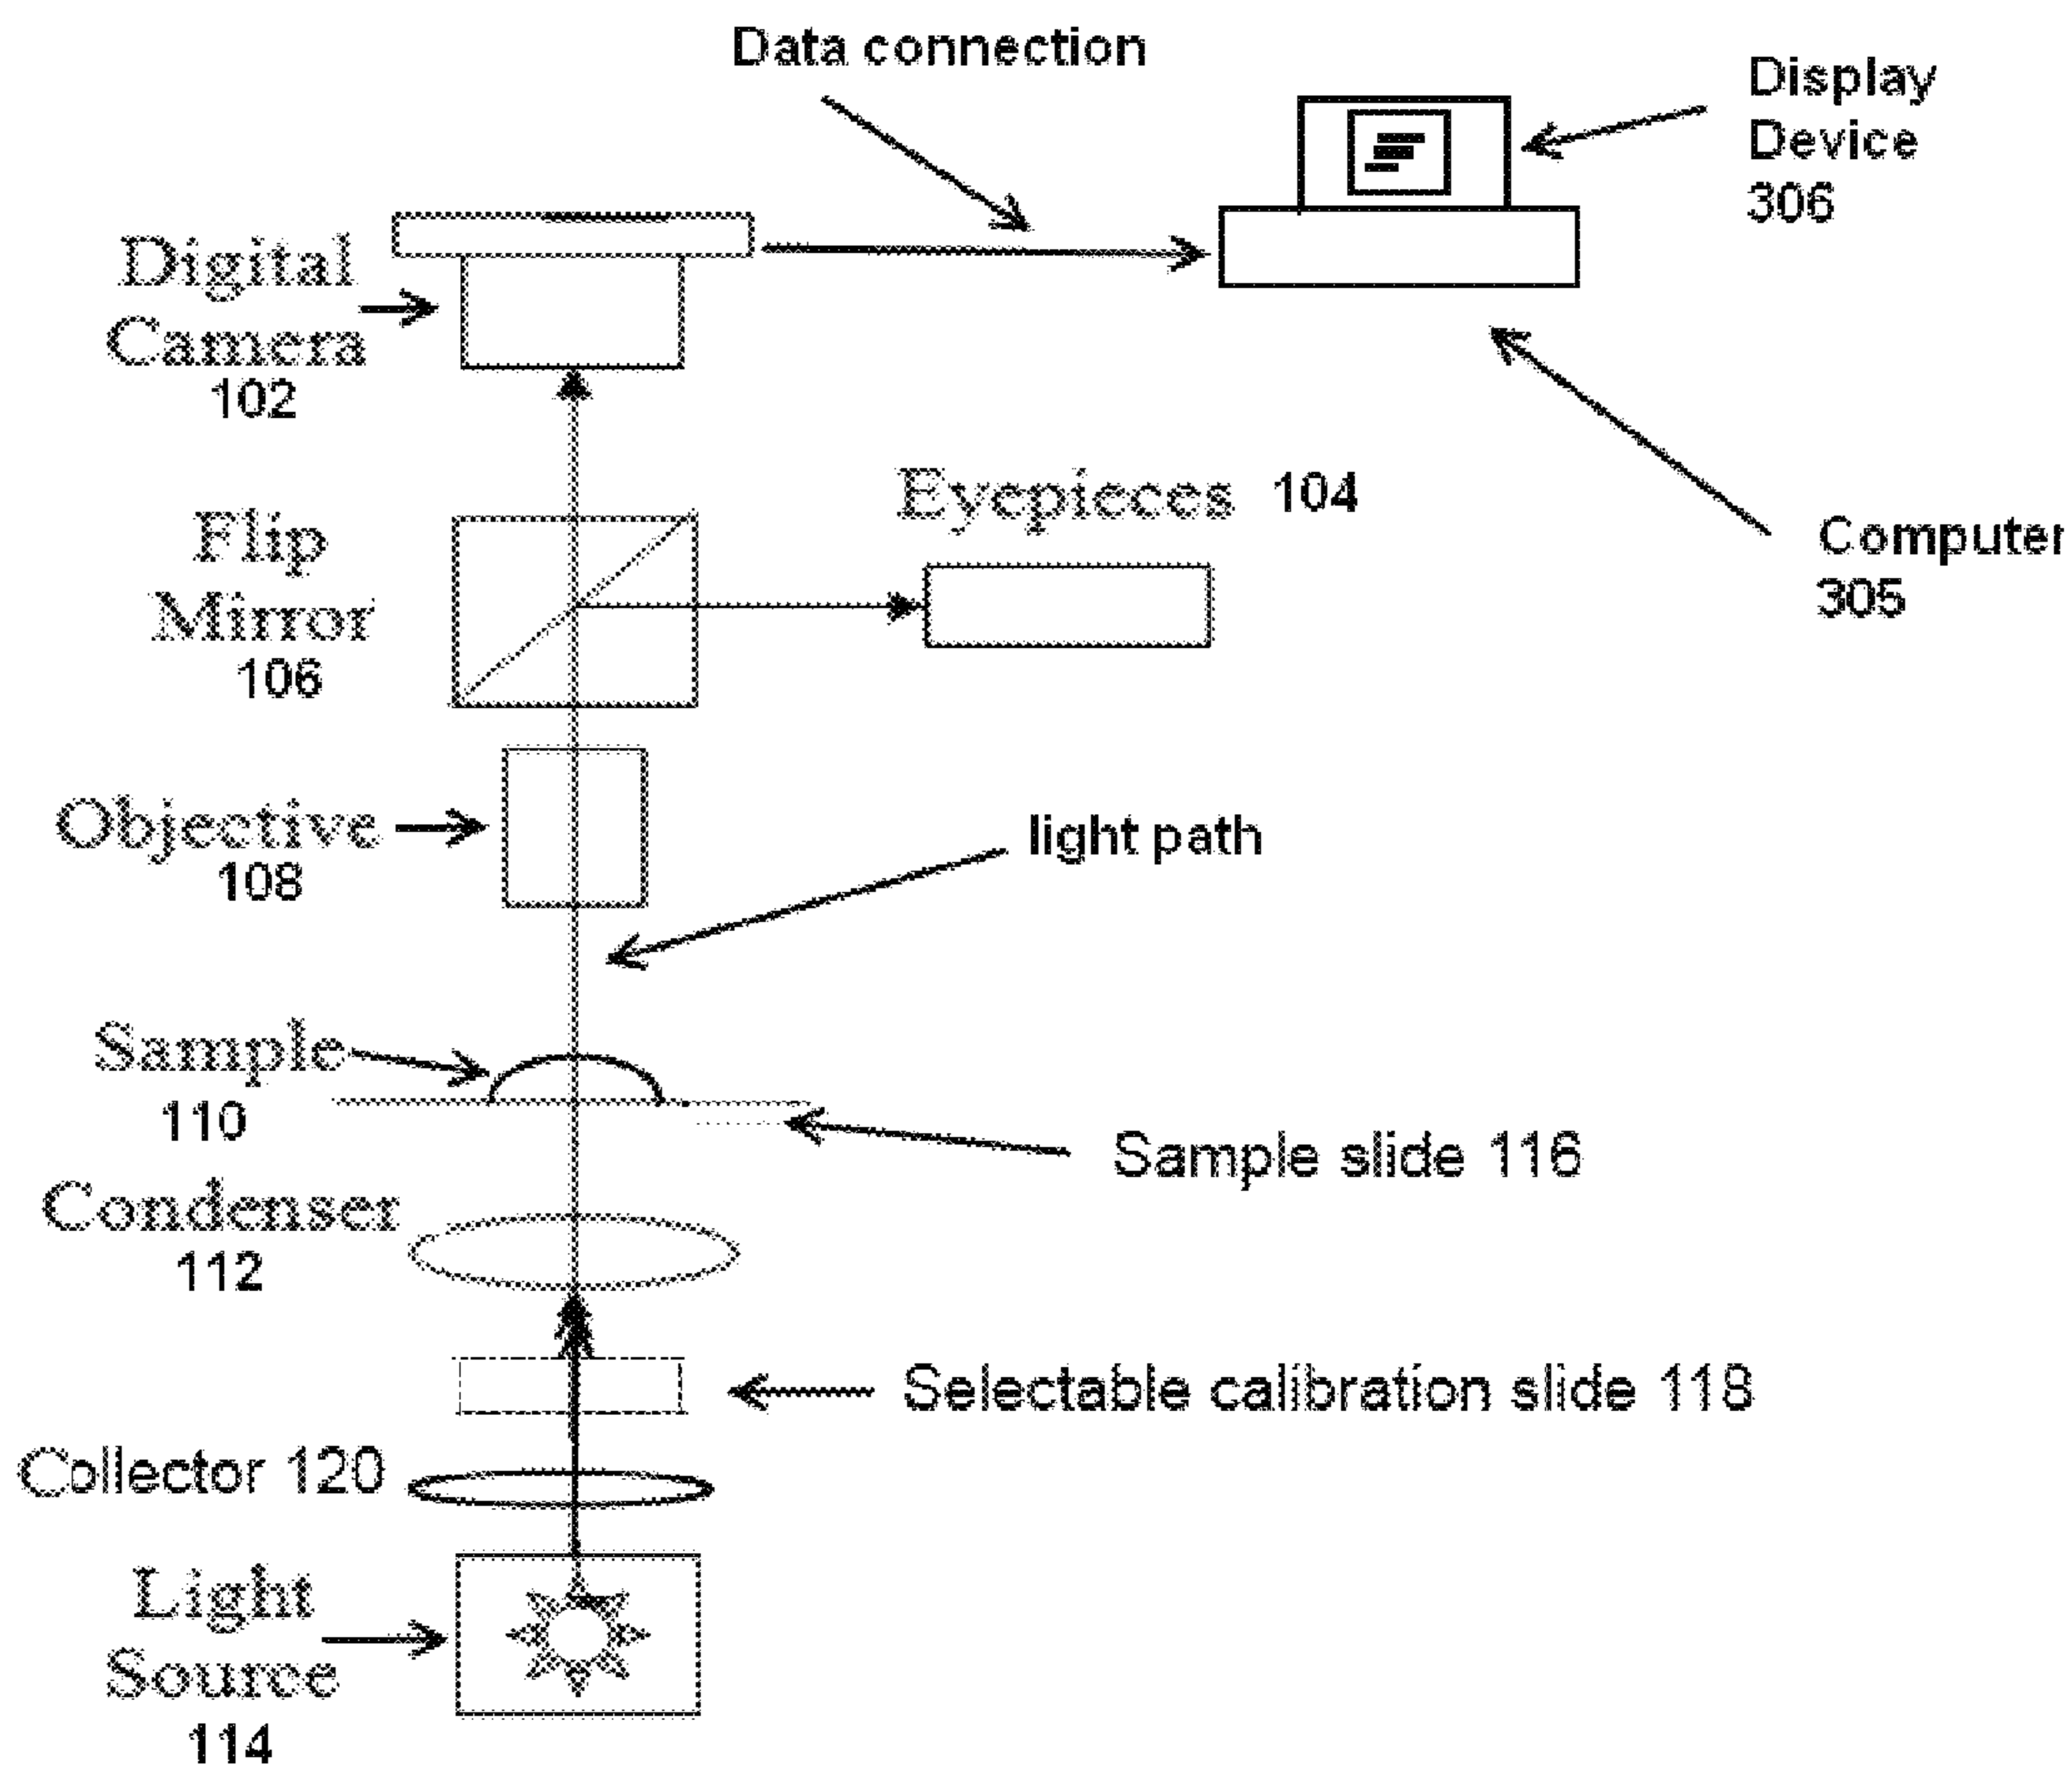 Data connection
Display
Device
306
Digital
Camera
102
Eyepieces 104
Flip
Mirror
106
Computer
305
Objective
108
light path
Sample
110
Sample slide 116
Condenser
112
Selectable calibration slide 118
Collector 120
Light
Source
114